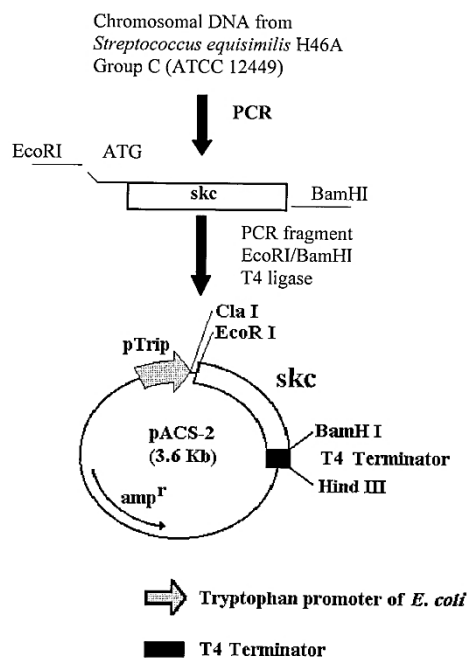 Chromosomal DNA from
Streptococcus equisimilis H46A
Group C (ATCC 12449)
PCR
EcoRI
ATG
skc
BamHI
PCR fragment
EcoRI/BamHI
T4 ligase
Cla I
EcoR I
pTrip
skc
pACS-2
(3.6 Kb)
BamH I
T4 Terminator
Hind III
amp r
Tryptophan promoter of E. coli
T4 Terminator